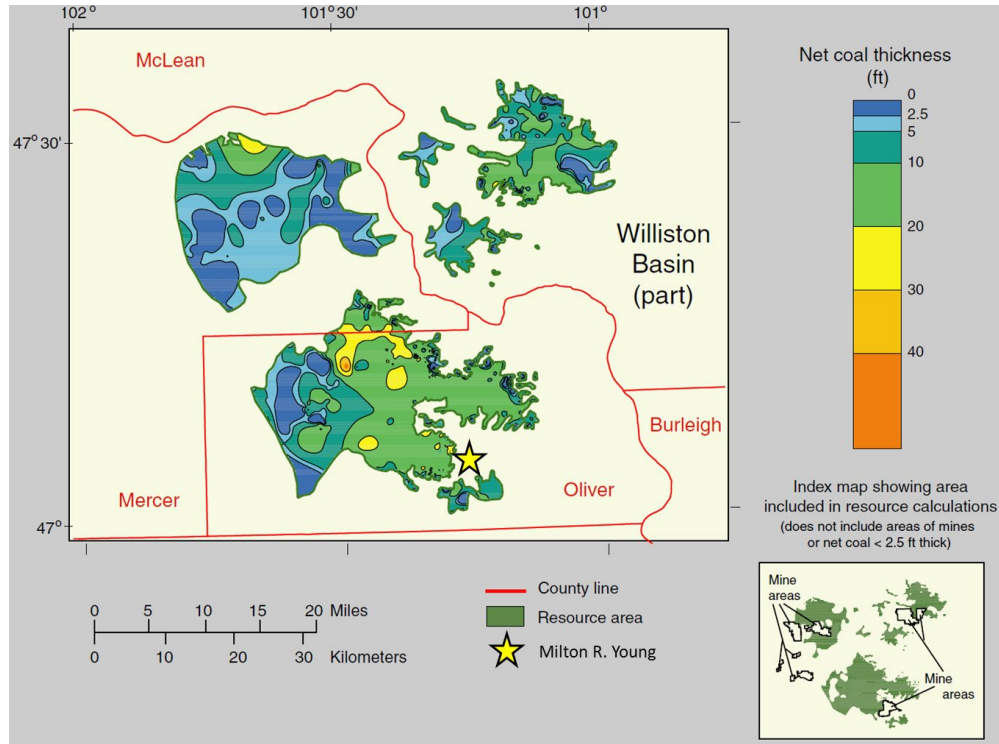 102° 101°30' 101°
McLean
47°30'
Williston
Basin
(part)
Burleigh
Mercer
Oliver
47°
Net coal thickness
(ft)
0
2.5
5
10
20
30
40
Index map showing area
included in resource calculations
(does not include areas of mines
or net coal < 2.5 ft thick)
Mine
areas
Mine
areas
County line
Resource area
Milton R. Young
0 5 10 15 20 Miles
0 10 20 30 Kilometers